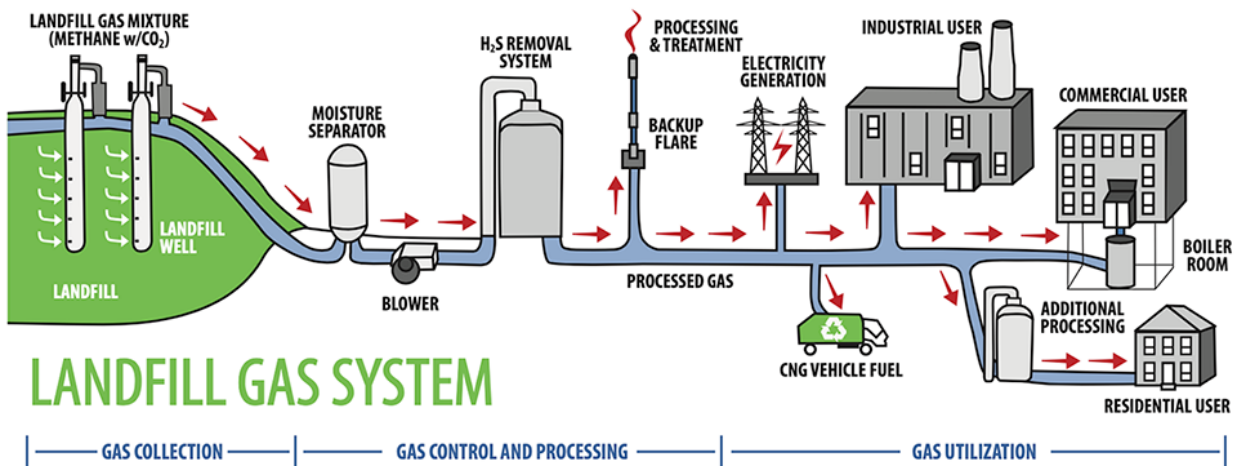 LANDFILL GAS MIXTURE
(METHANE w/CO₂)
LANDFILL
WELL
LANDFILL
MOISTURE
SEPARATOR
BLOWER
H₂S REMOVAL
SYSTEM
PROCESSING
& TREATMENT
BACKUP
FLARE
PROCESSED GAS
ELECTRICITY
GENERATION
INDUSTRIAL USER
COMMERCIAL USER
BOILER
ROOM
CNG VEHICLE FUEL
ADDITIONAL
PROCESSING
RESIDENTIAL USER
LANDFILL GAS SYSTEM
GAS COLLECTION
GAS CONTROL AND PROCESSING
GAS UTILIZATION